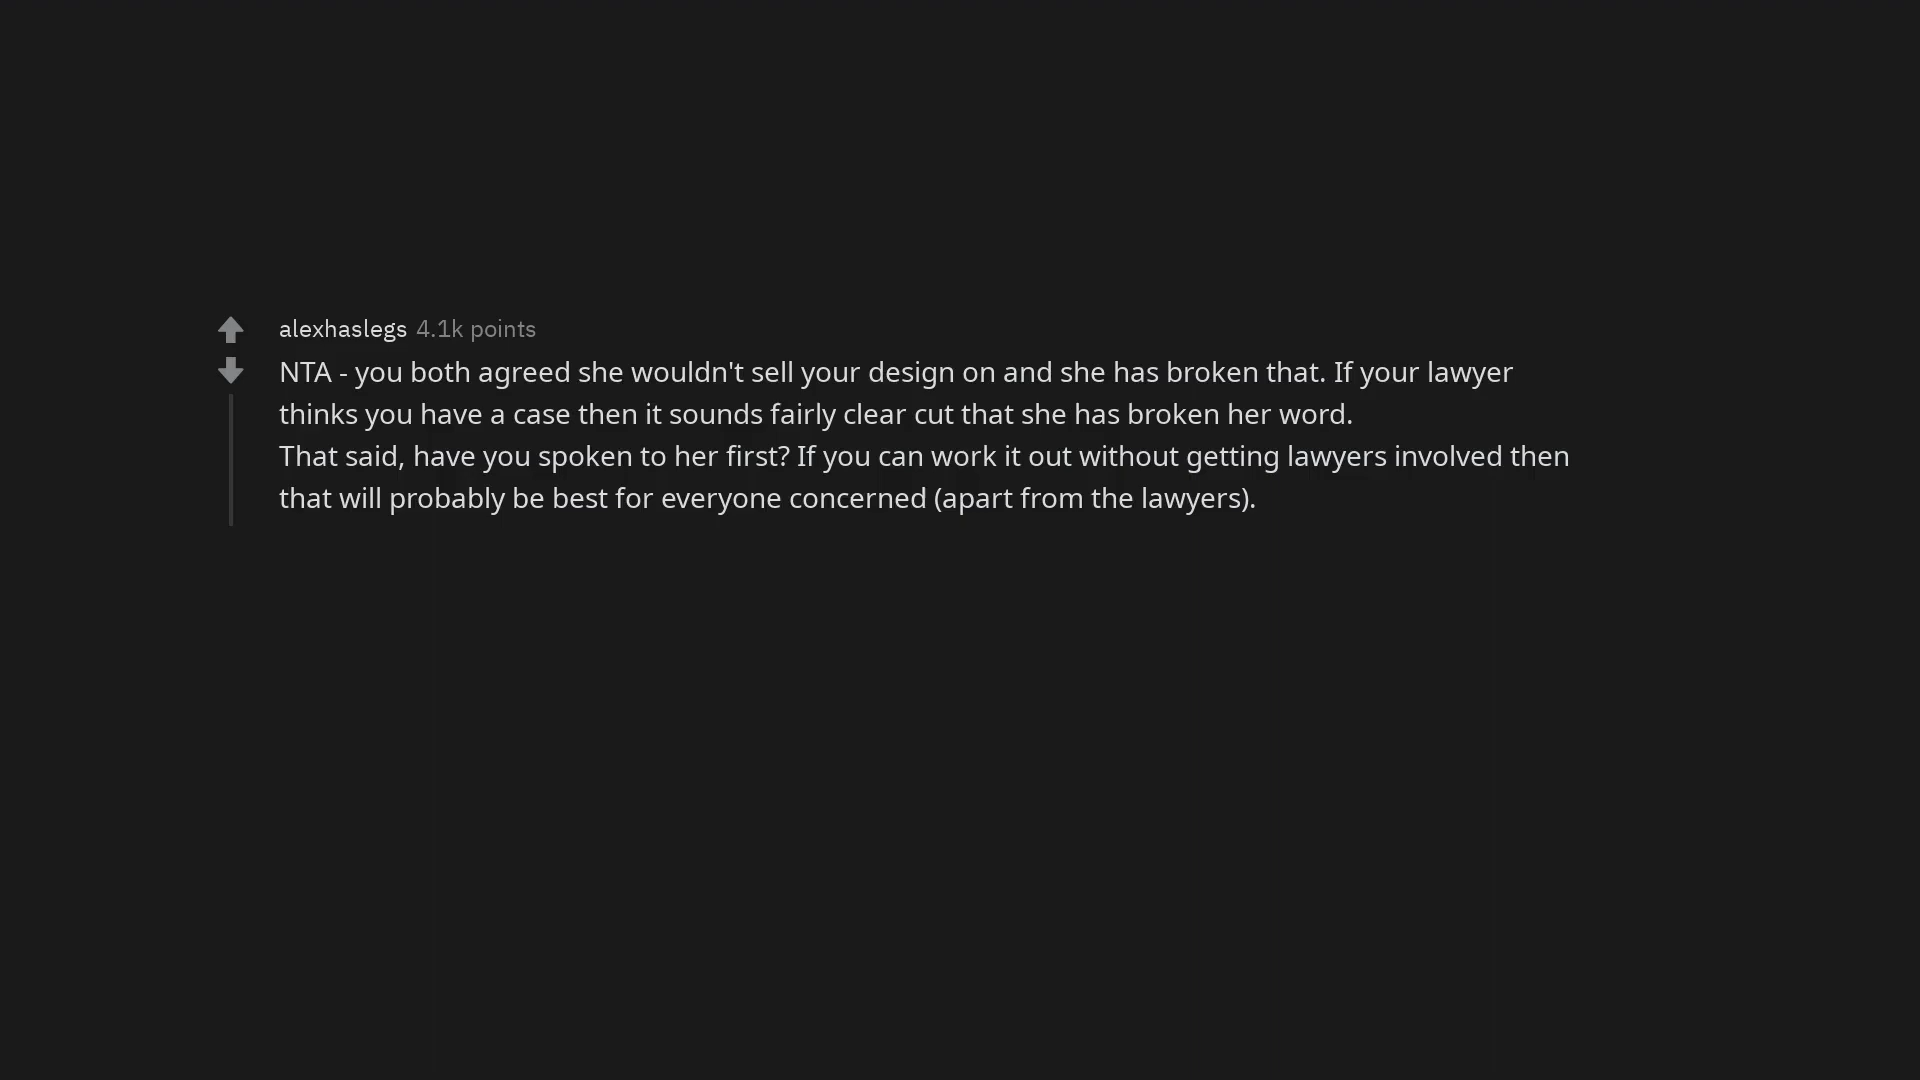 alexhaslegs 4.1k points
NTA - you both agreed she wouldn't sell your design on and she has broken that. If your lawyer
thinks you have a case then it sounds fairly clear cut that she has broken her word.
That said, have you spoken to her first? If you can work it out without getting lawyers involved then
that will probably be best for everyone concerned (apart from the lawyers).